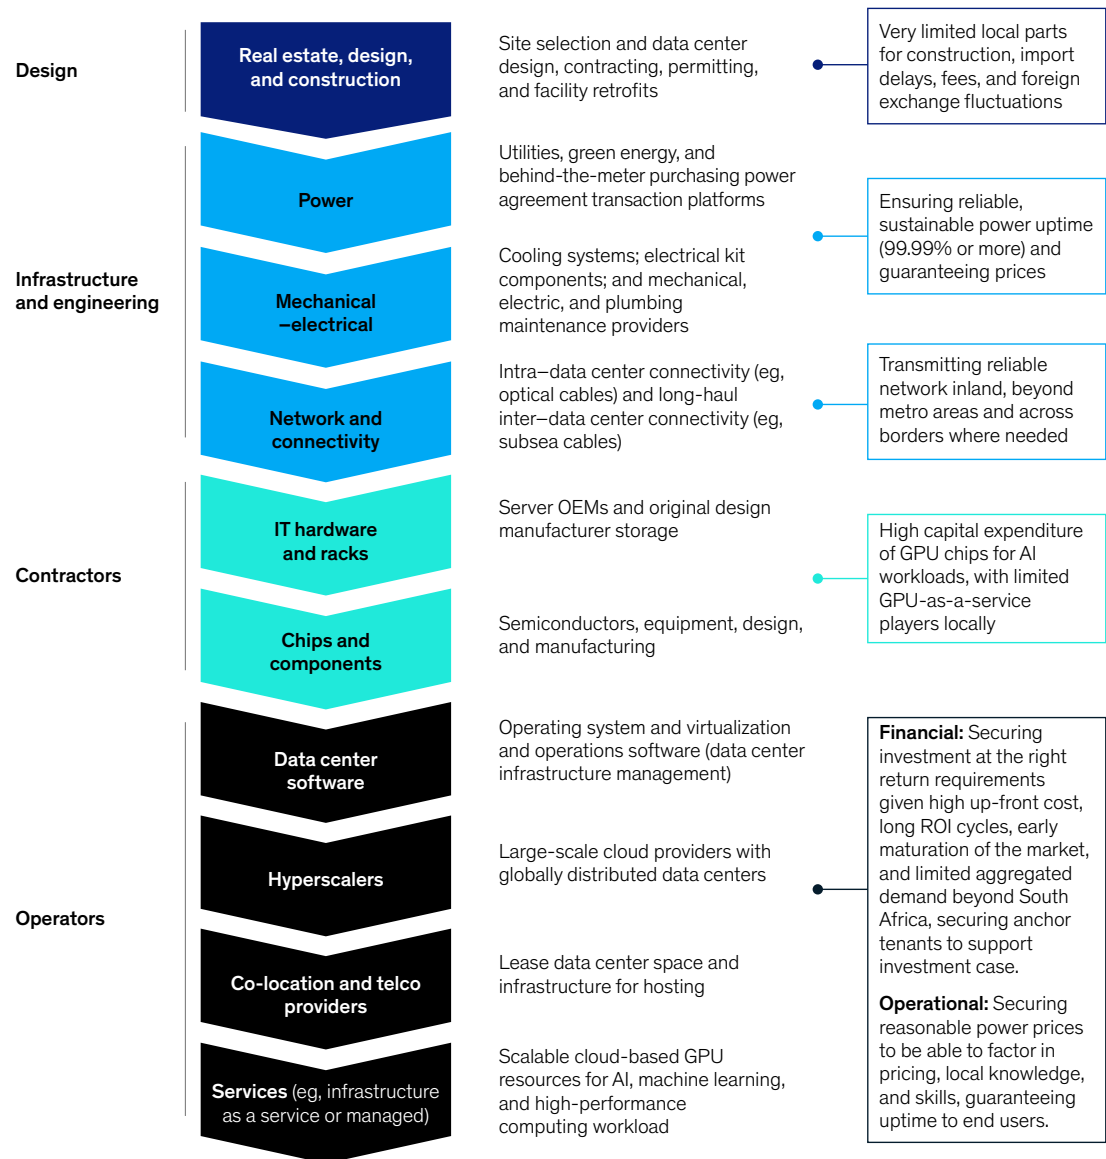 Design
Real estate, design,
and construction
Site selection and data center
design, contracting, permitting,
and facility retrofits
Very limited local parts
for construction, import
delays, fees, and foreign
exchange fluctuations
Infrastructure
and engineering
Power
Utilities, green energy, and
behind-the-meter purchasing power
agreement transaction platforms
Ensuring reliable,
sustainable power uptime
(99.99% or more) and
guaranteeing prices
Mechanical
–electrical
Cooling systems; electrical kit
components; and mechanical,
electric, and plumbing
maintenance providers
Network and
connectivity
Intra–data center connectivity (eg,
optical cables) and long-haul
inter–data center connectivity (eg,
subsea cables)
Transmitting reliable
network inland, beyond
metro areas and across
borders where needed
Contractors
IT hardware
and racks
Server OEMs and original design
manufacturer storage
High capital expenditure
of GPU chips for AI
workloads, with limited
GPU-as-a-service
players locally
Chips and
components
Semiconductors, equipment, design,
and manufacturing
Operators
Data center
software
Operating system and virtualization
and operations software (data center
infrastructure management)
Hyperscalers
Large-scale cloud providers with
globally distributed data centers
Co-location and telco
providers
Lease data center space and
infrastructure for hosting
Services (eg, infrastructure
as a service or managed)
Scalable cloud-based GPU
resources for AI, machine learning,
and high-performance
computing workload
Financial: Securing
investment at the right
return requirements
given high up-front cost,
long ROI cycles, early
maturation of the market,
and limited aggregated
demand beyond South
Africa, securing anchor
tenants to support
investment case.
Operational: Securing
reasonable power prices
to be able to factor in
pricing, local knowledge,
and skills, guaranteeing
uptime to end users.